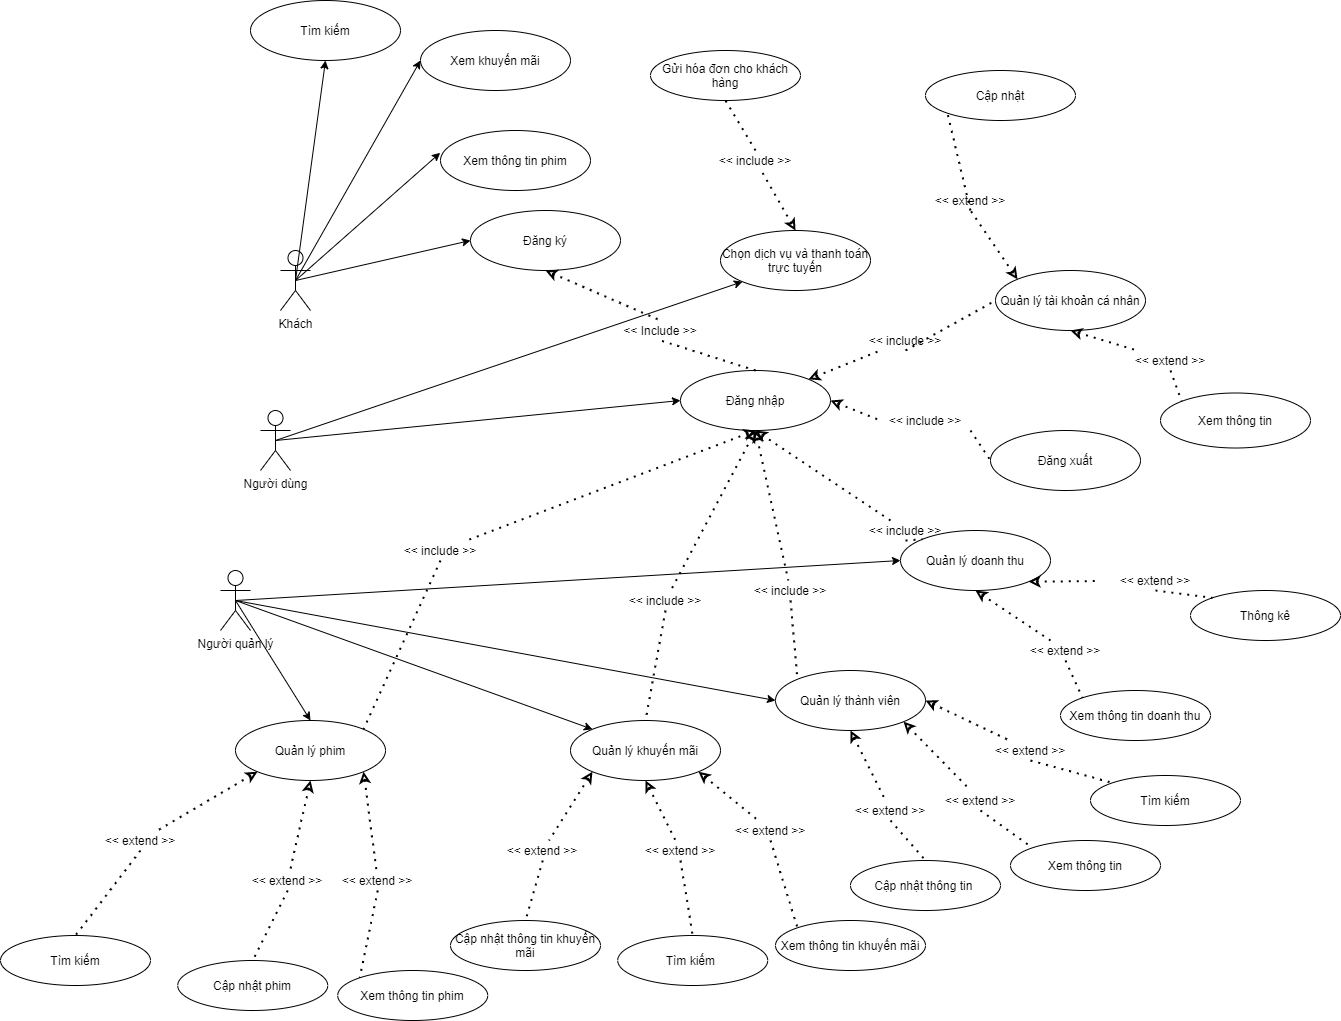 Tìm kiếm
Xem khuyến mãi
Gửi hóa đơn cho khách
hàng
Cập nhật
Xem thông tin phim
<< include >>
<< extend >>
Đăng ký
Chọn dịch vụ và thanh toán
trực tuyến
Quản lý tài khoản cá nhân
Khách
<< Include >>
<< include >>
<< extend >>
Đăng nhập
<< include >>
Xem thông tin
Đăng xuất
Người dùng
<< include >>
<< include >>
Quản lý doanh thu
<< extend >>
<< include >>
<< include >>
Thông kê
Người quản lý
<< extend >>
Quản lý thành viên
Xem thông tin doanh thu
Quản lý phim
Quản lý khuyến mãi
<< extend >>
<< extend >>
Tìm kiếm
<< extend >>
<< extend >>
<< extend >>
<< extend >>
<< extend >>
Xem thông tin
<< extend >>
<< extend >>
Cập nhật thông tin
Cập nhật thông tin khuyến
mãi
Xem thông tin khuyến mãi
Tìm kiếm
Tìm kiếm
Cập nhật phim
Xem thông tin phim